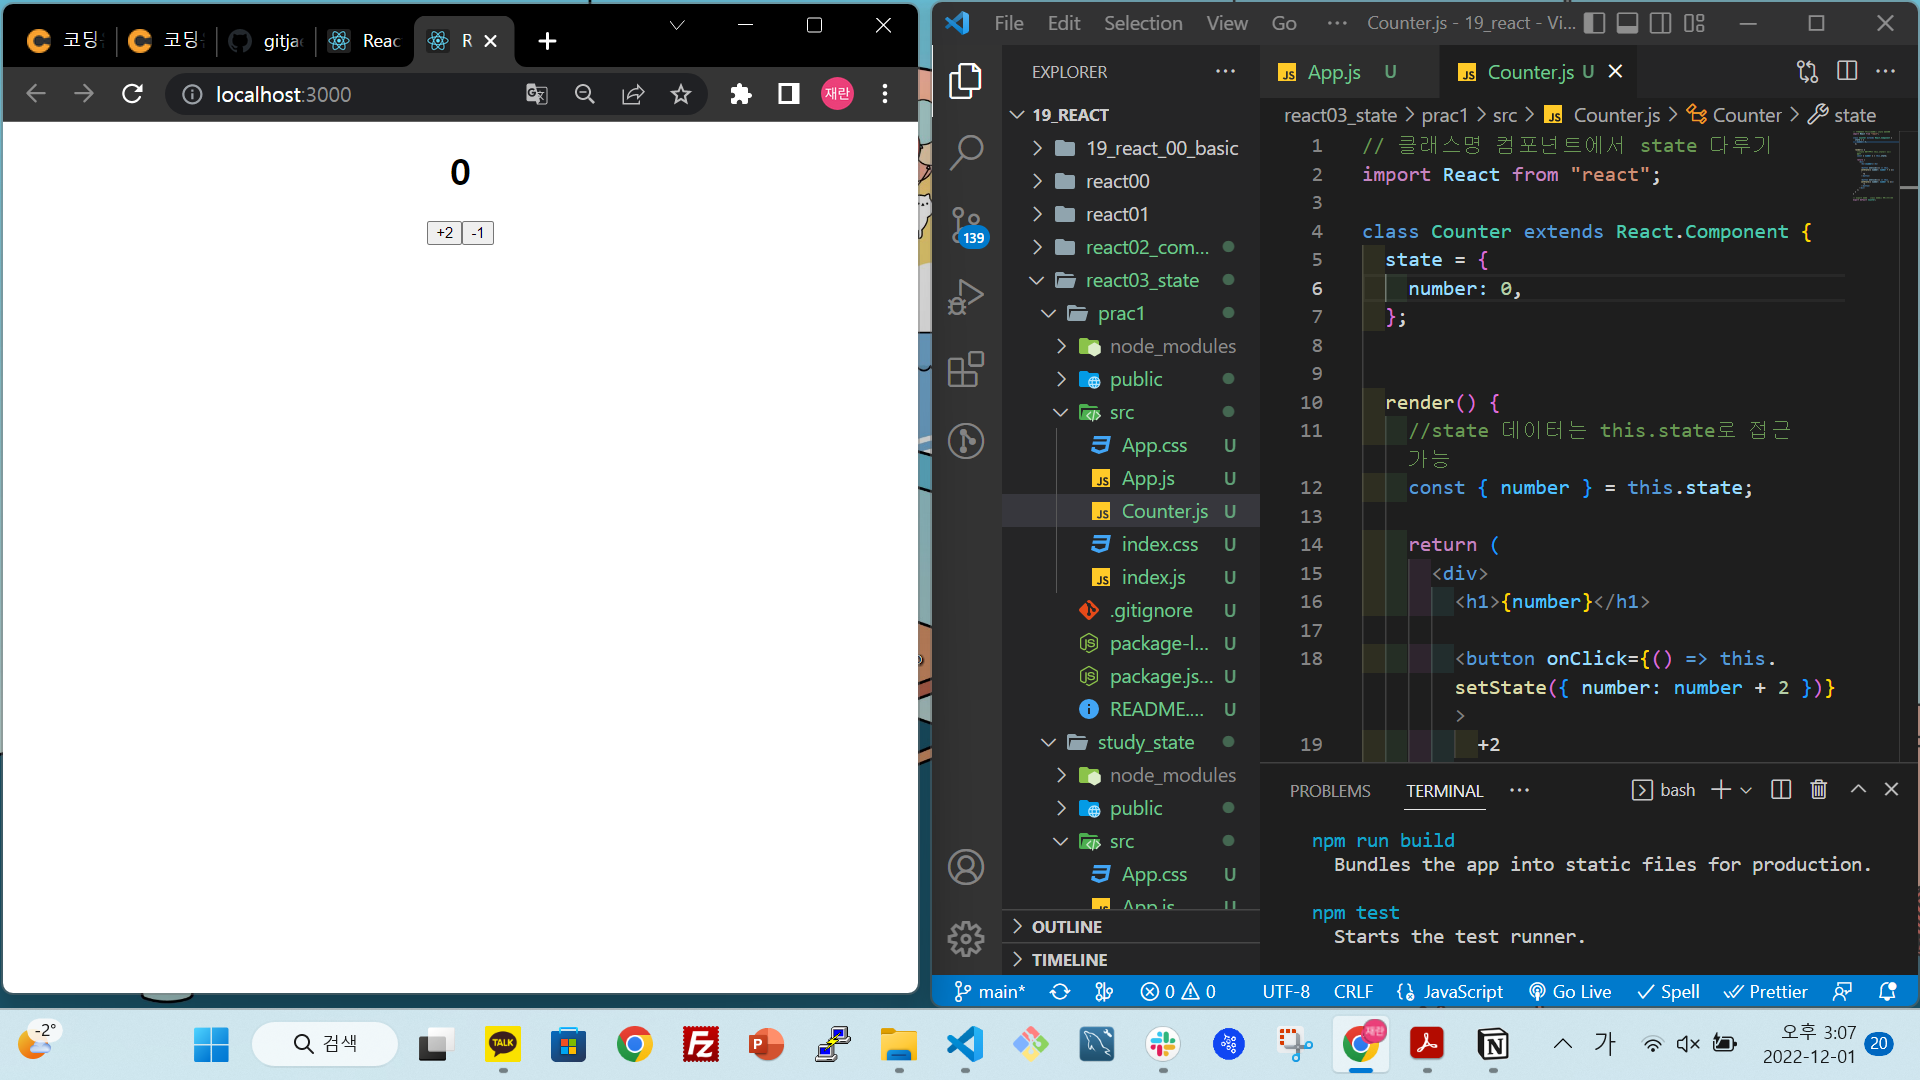 코딩
코딩
gitja
Reac
R
localhost:3000
재란
0
+2
-1
File Edit Selection View Go
Counter.js - 19_react - Vi...
EXPLORER
19_REACT
19_react_00_basic
react00
react01
react02_com...
react03_state
prac1
node_modules
public
src
App.css U
App.js U
Counter.js U
index.css U
index.js U
.gitignore U
package-l... U
package.js... U
README.... U
study_state
node_modules
public
src
App.css U
App.js U
OUTLINE
TIMELINE
139
App.js U
Counter.js U
react03_state > prac1 > src > Counter.js > Counter > state
1 // 클래스명 컴포넌트에서 state 다루기
2 import React from "react";
3
4 class Counter extends React.Component {
5 state = {
6 number: 0,
7 };
8
9
10 render() {
11 //state 데이터는 this.state로 접근
가능
12 const { number } = this.state;
13
14 return (
15 <div>
16 <h1>{number}</h1>
17
18 <button onClick={() => this.
setState({ number: number + 2 })}
>
19 +2
PROBLEMS TERMINAL
bash
npm run build
Bundles the app into static files for production.
npm test
Starts the test runner.
main* 0 0 UTF-8 CRLF JavaScript Go Live Spell Prettier
-2°
검색
TALK
재란
가
오후 3:07
2022-12-01
20